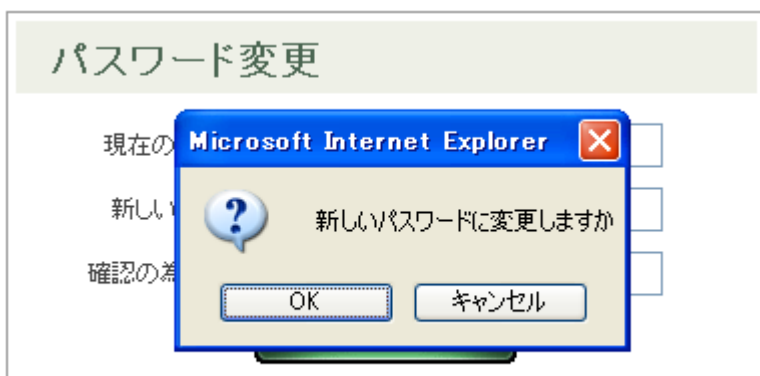 パスワード変更
現在の
Microsoft Internet Explorer
新しい
新しいパスワードに変更しますか
確認の為
OK
キャンセル